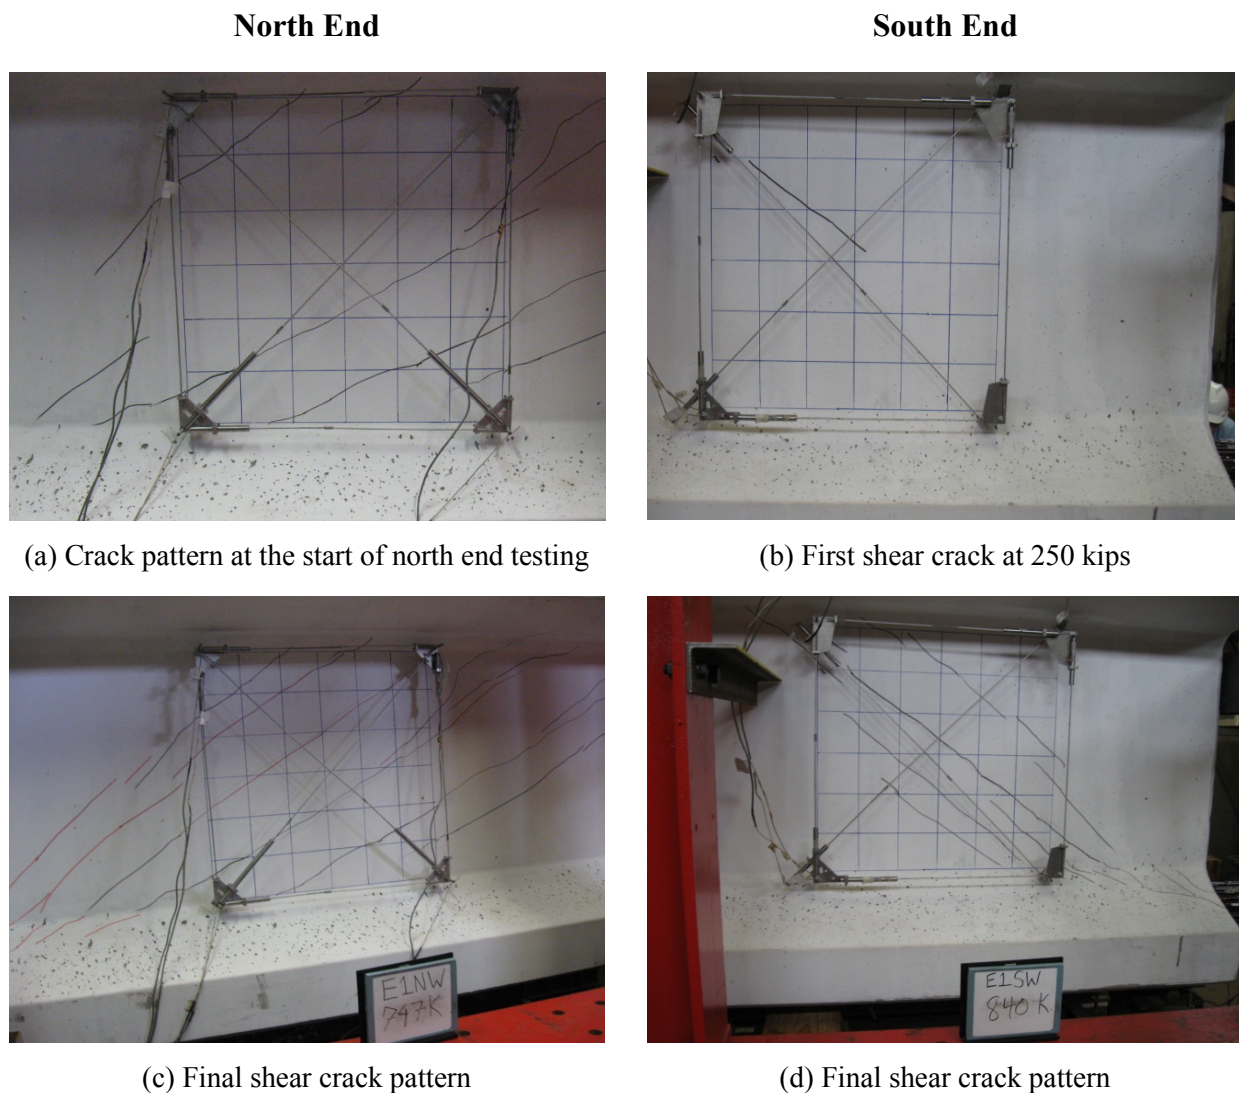 North End
South End
(a) Crack pattern at the start of north end testing
(b) First shear crack at 250 kips
E1NW
747K
E1SW
840 K
(c) Final shear crack pattern
(d) Final shear crack pattern